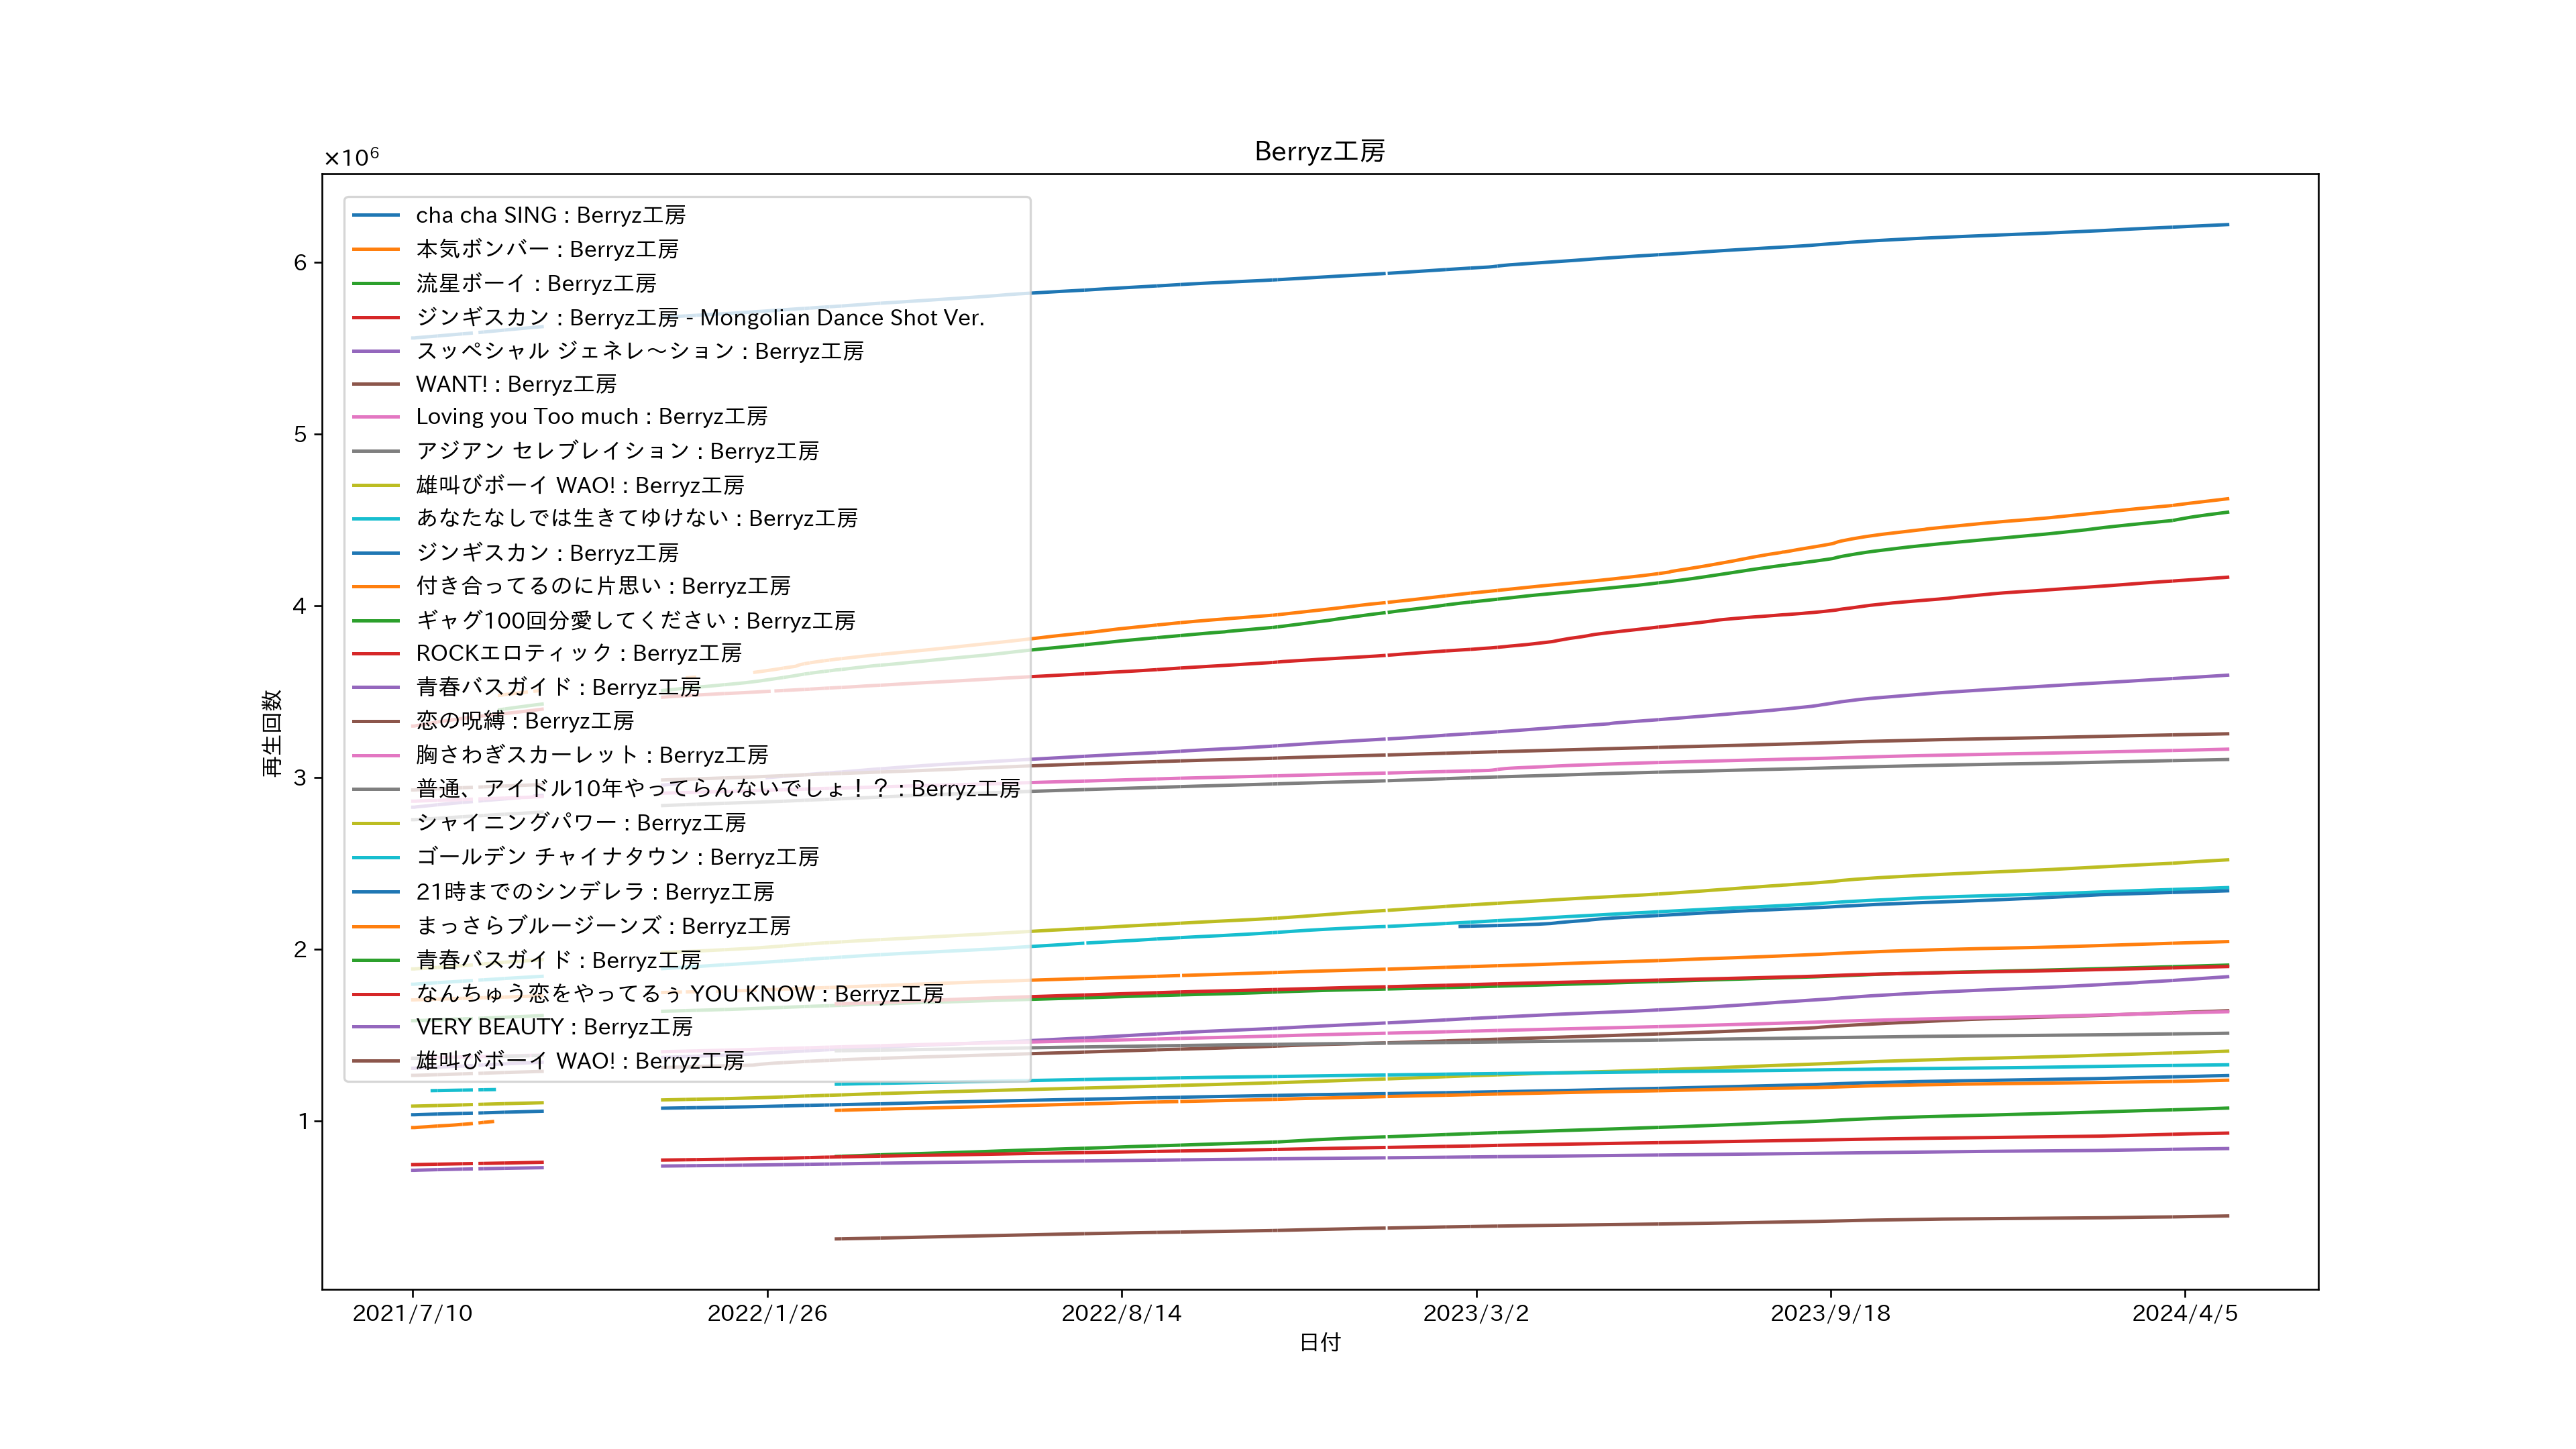 Berryz工房
×10⁶
cha cha SING : Berryz工房
本気ボンバー : Berryz工房
流星ボーイ : Berryz工房
ジンギスカン : Berryz工房 - Mongolian Dance Shot Ver.
スッペシャル ジェネレ～ション : Berryz工房
WANT! : Berryz工房
Loving you Too much : Berryz工房
アジアン セレブレイション : Berryz工房
雄叫びボーイ WAO! : Berryz工房
あなたなしでは生きてゆけない : Berryz工房
ジンギスカン : Berryz工房
付き合ってるのに片思い : Berryz工房
ギャグ100回分愛してください : Berryz工房
ROCKエロティック : Berryz工房
青春バスガイド : Berryz工房
恋の呪縛 : Berryz工房
胸さわぎスカーレット : Berryz工房
普通、アイドル10年やってらんないでしょ！？ : Berryz工房
シャイニングパワー : Berryz工房
ゴールデン チャイナタウン : Berryz工房
21時までのシンデレラ : Berryz工房
まっさらブルージーンズ : Berryz工房
青春バスガイド : Berryz工房
なんちゅう恋をやってるぅ YOU KNOW : Berryz工房
VERY BEAUTY : Berryz工房
雄叫びボーイ WAO! : Berryz工房
6
5
4
3
2
1
再生回数
2021/7/10
2022/1/26
2022/8/14
2023/3/2
2023/9/18
2024/4/5
日付